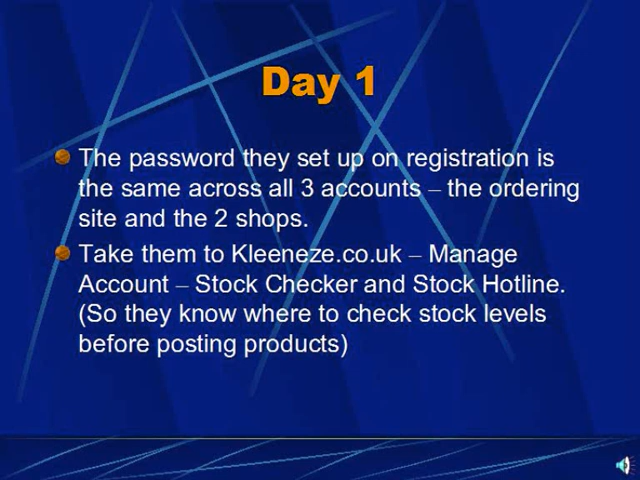 Day 1
The password they set up on registration is
the same across all 3 accounts – the ordering
site and the 2 shops.
Take them to Kleeneze.co.uk – Manage
Account – Stock Checker and Stock Hotline.
(So they know where to check stock levels
before posting products)